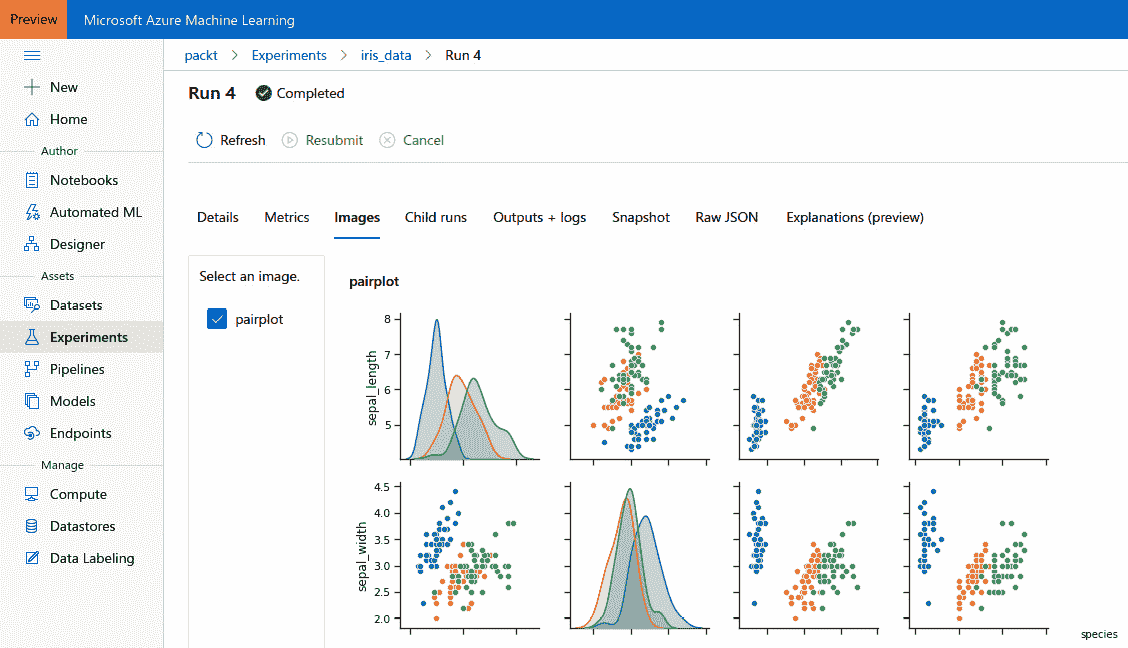 Preview Microsoft Azure Machine Learning
packt > Experiments > iris_data > Run 4
New
Home
Author
Notebooks
Automated ML
Designer
Assets
Datasets
Experiments
Pipelines
Models
Endpoints
Manage
Compute
Datastores
Data Labeling
Run 4 Completed
Refresh Resubmit Cancel
Details Metrics Images Child runs Outputs + logs Snapshot Raw JSON Explanations (preview)
Select an image.
pairplot
pairplot
sepal_length
8
7
6
5
sepal_width
4.5
4.0
3.5
3.0
2.5
2.0
species